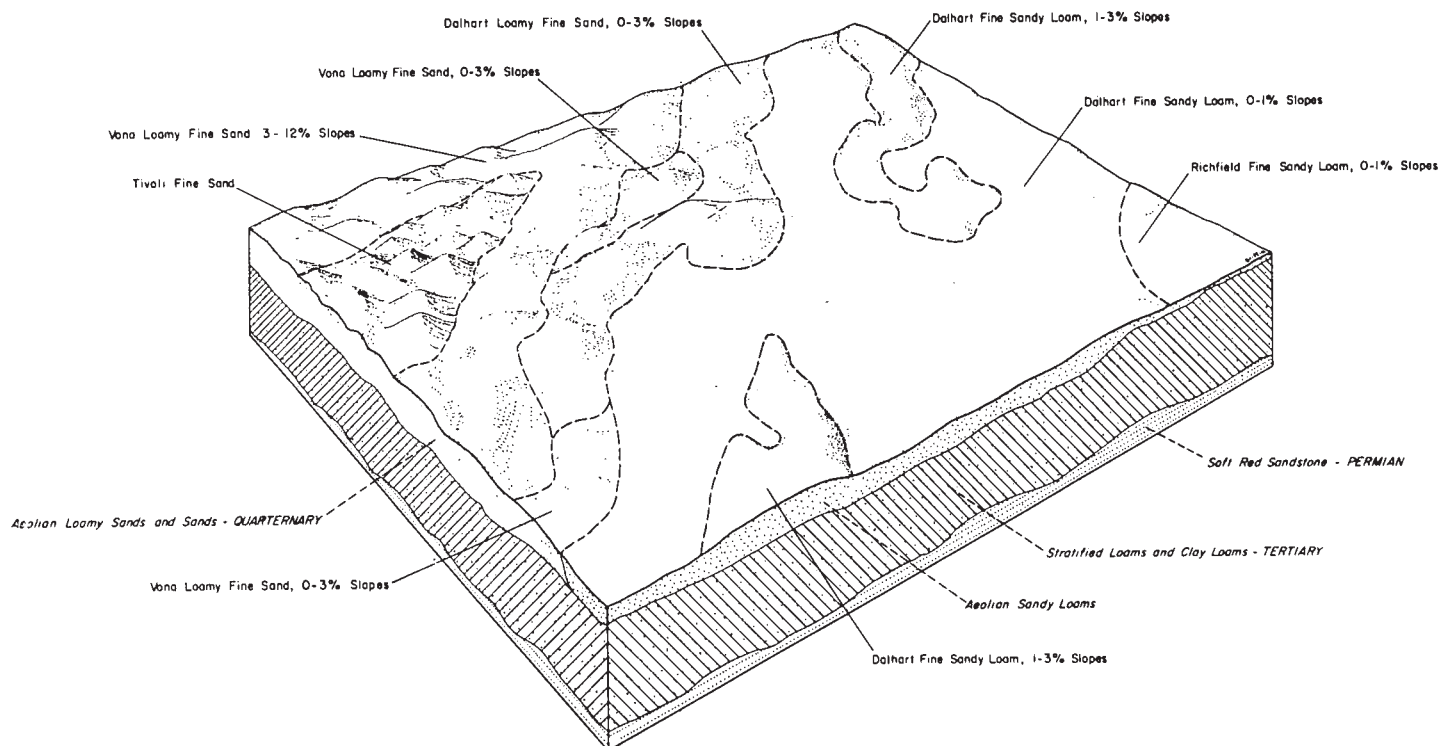 Dalhart Loamy Fine Sand, 0-3% Slopes
Dalhart Fine Sandy Loam, 1-3% Slopes
Vona Loamy Fine Sand, 0-3% Slopes
Dalhart Fine Sandy Loam, 0-1% Slopes
Vona Loamy Fine Sand 3-12% Slopes
Richfield Fine Sandy Loam, 0-1% Slopes
Tivoli Fine Sand
Soft Red Sandstone - PERMIAN
Aeolian Loamy Sands and Sands - QUARTERNARY
Stratified Loams and Clay Loams - TERTIARY
Vona Loamy Fine Sand, 0-3% Slopes
Aeolian Sandy Loams
Dalhart Fine Sandy Loam, 1-3% Slopes